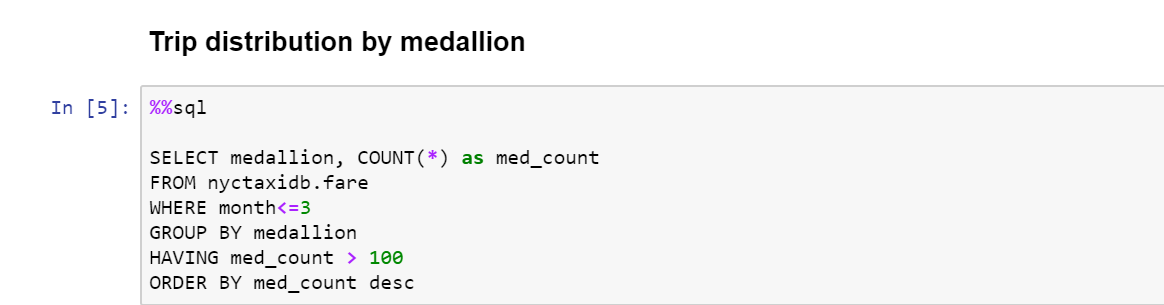 Trip distribution by medallion
In [5]: %%sql
SELECT medallion, COUNT(*) as med_count
FROM nyctaxidb.fare
WHERE month<=3
GROUP BY medallion
HAVING med_count > 100
ORDER BY med_count desc